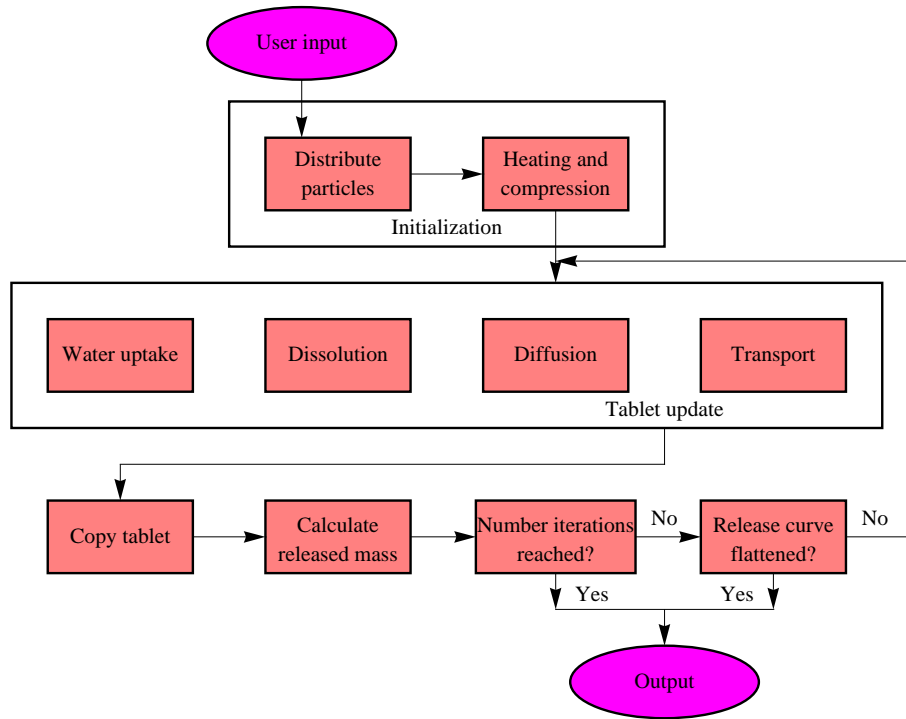 User input
Distribute
particles
Heating and
compression
Initialization
Water uptake
Dissolution
Diffusion
Transport
Tablet update
Copy tablet
Calculate
released mass
Number iterations
reached?
No
Release curve
flattened?
No
Yes
Yes
Output